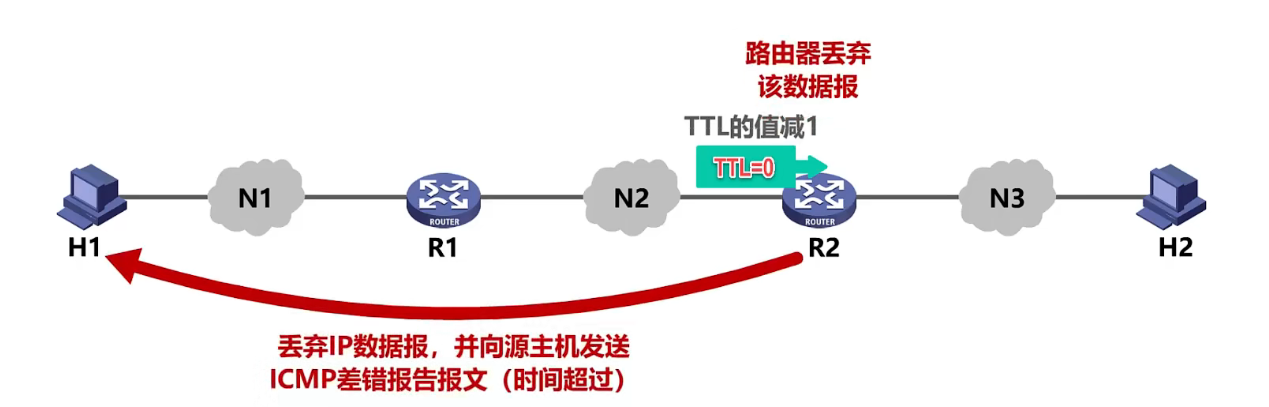 路由器丢弃
该数据报
TTL的值减1
TTL=0
N1
N2
N3
ROUTER
ROUTER
H1
R1
R2
H2
丢弃IP数据报，并向源主机发送
ICMP差错报告报文（时间超过）